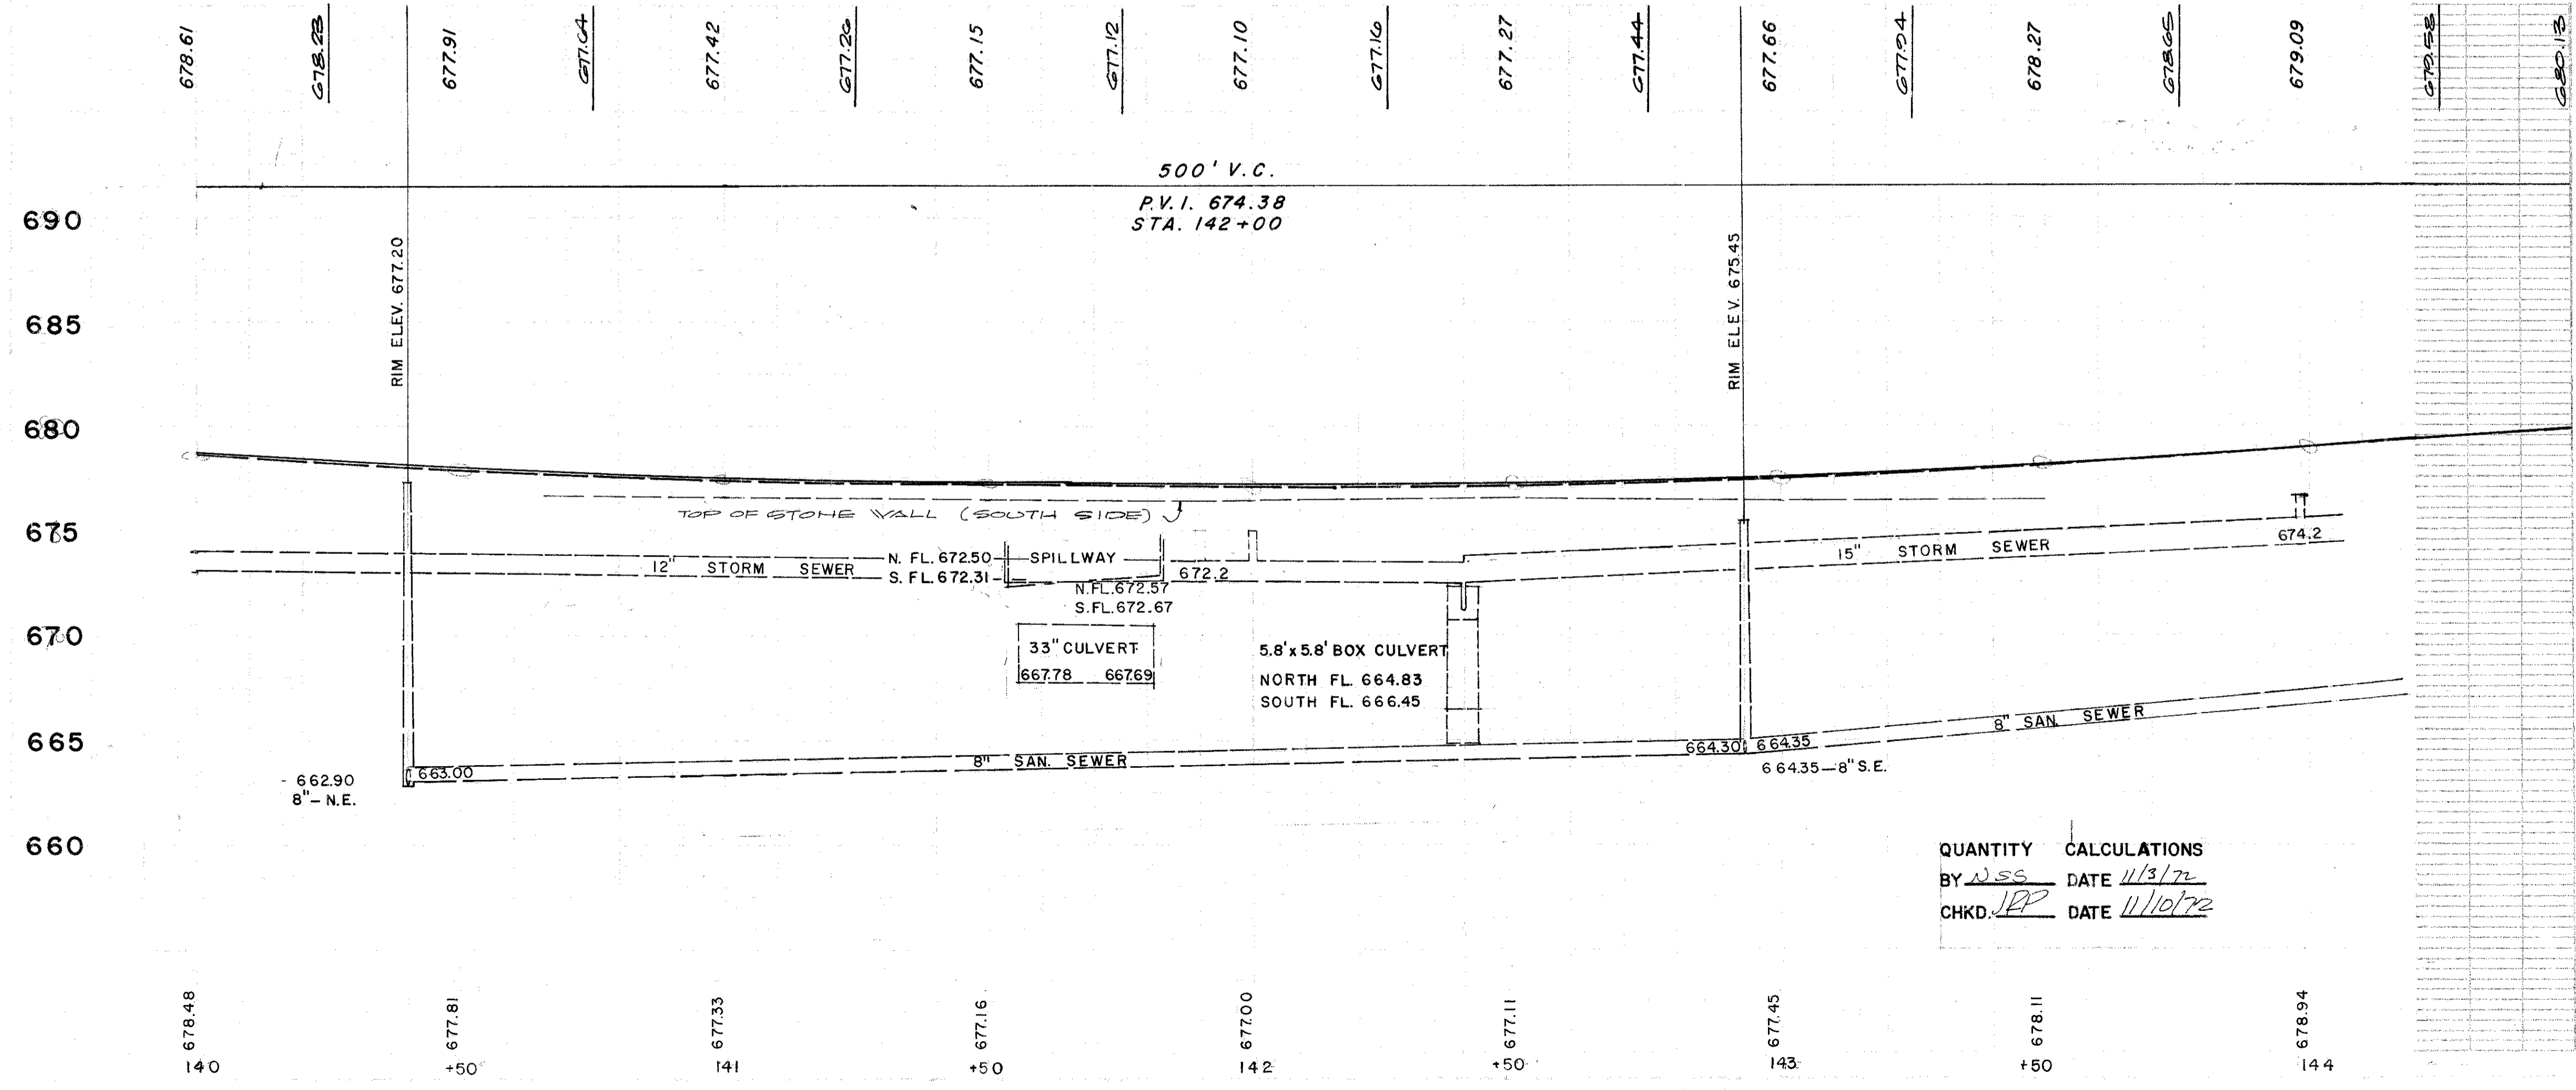 678.61 678.23 677.91 677.64 677.42 677.26 677.15 677.12 677.10 677.16 677.27 677.44 677.66 677.94 678.27 678.65 679.09 679.58 680.13
500' V.C.
P.V.I. 674.38
STA. 142+00
690
685
680
675
670
665
660
RIM ELEV. 677.20
RIM ELEV. 675.45
TOP OF STONE WALL (SOUTH SIDE)
12" STORM SEWER
N. FL. 672.50
S. FL. 672.31
SPILLWAY
672.2
N.FL.672.57
S.FL.672.67
15" STORM SEWER
674.2
33" CULVERT
667.78 667.69
5.8'x5.8' BOX CULVERT
NORTH FL. 664.83
SOUTH FL. 666.45
662.90
8"-N.E.
663.00
8" SAN. SEWER
664.30 664.35
664.35-8" S.E.
8" SAN. SEWER
QUANTITY CALCULATIONS
BY NSS DATE 11/3/72
CHKD. JRP DATE 11/10/72
678.48 677.81 677.33 677.16 677.00 677.11 677.45 678.11 678.94
140 +50 141 +50 142 +50 143 +50 144